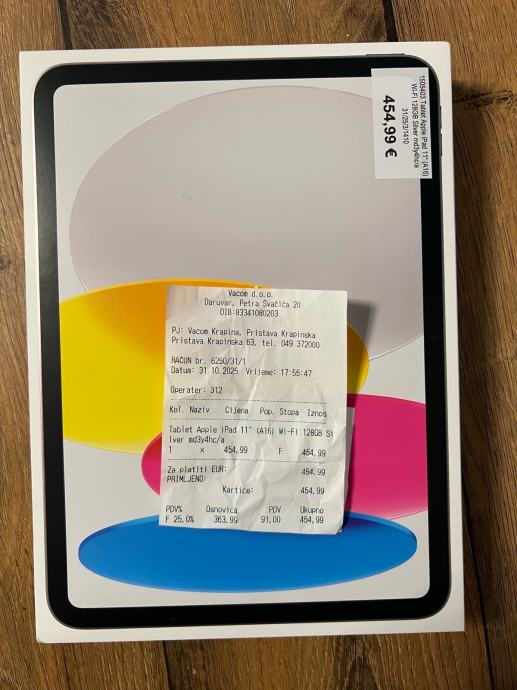 1505403 Tablet Apple iPad 11" (A16)
Wi-Fi 128GB Silver md3y4hc/a
31/25/3/1410
454,99 €
Vacom d.o.o.
Daruvar, Petra Svačića 20
OIB:83341080203
PJ: Vacom Krapina, Pristava Krapinska
Pristava Krapinska 63, tel. 049 372000
RAČUN br. 6250/31/1
Datum: 31.10.2025 Vrijeme: 17:55:47
Operater: 312
Kol. Naziv Cijena Pop. Stopa Iznos
Tablet Apple iPad 11" (A16) Wi-Fi 128GB Si
lver md3y4hc/a
1 x 454,99 F 454,99
Za platiti EUR: 454,99
PRIMLJENO:
Kartice: 454,99
PDV% Osnovica PDV Ukupno
F 25,0% 363,99 91,00 454,99